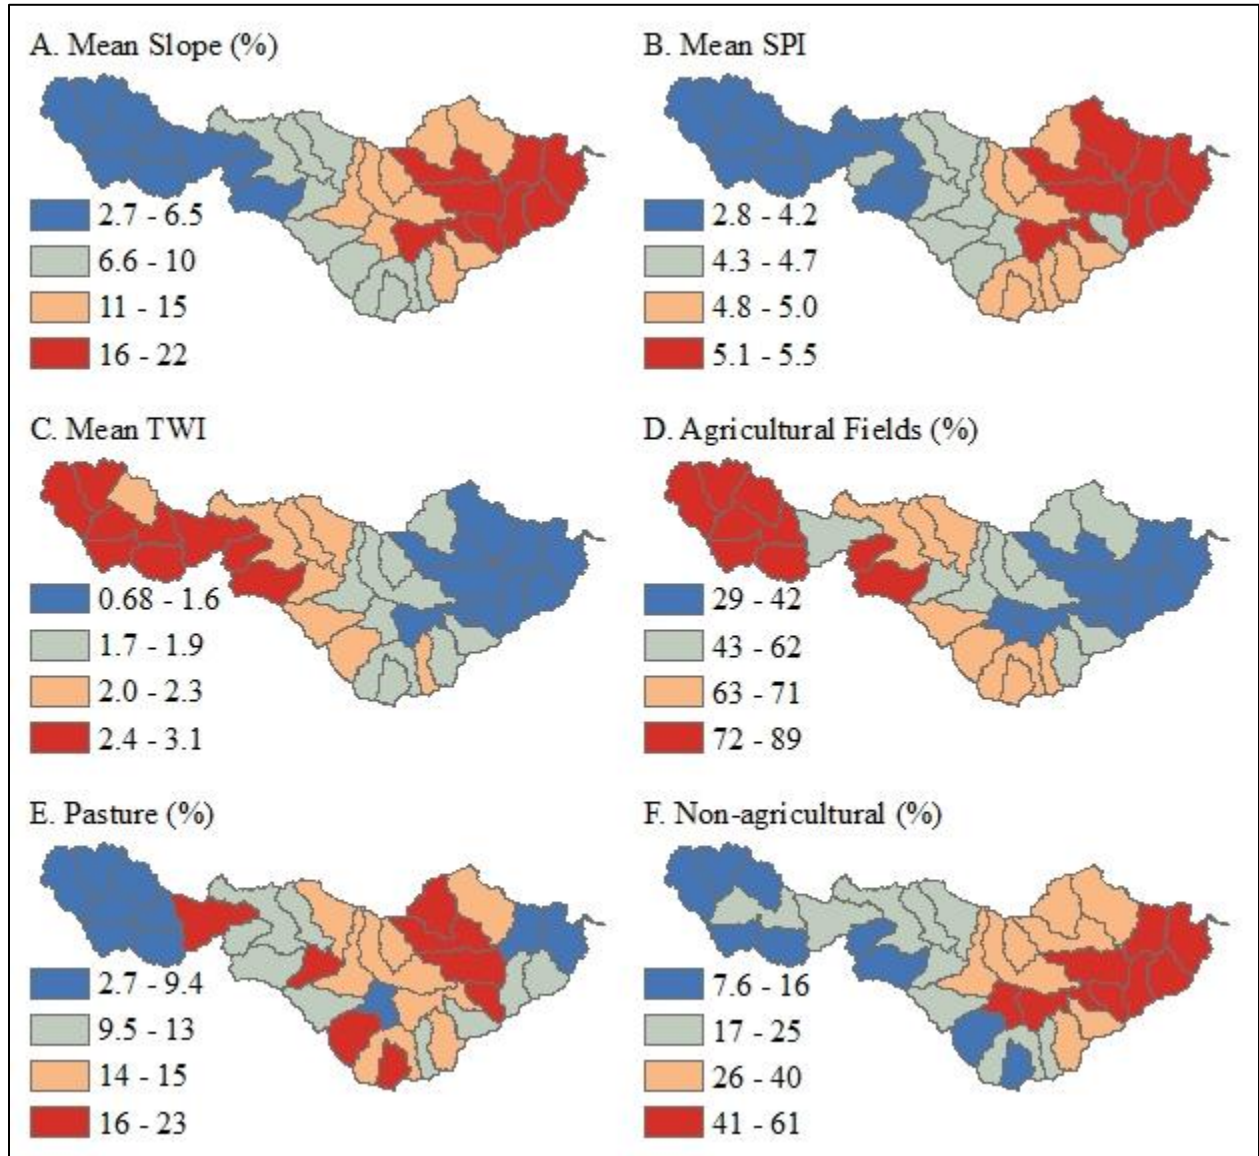 A. Mean Slope (%)
2.7 - 6.5
6.6 - 10
11 - 15
16 - 22
B. Mean SPI
2.8 - 4.2
4.3 - 4.7
4.8 - 5.0
5.1 - 5.5
C. Mean TWI
0.68 - 1.6
1.7 - 1.9
2.0 - 2.3
2.4 - 3.1
D. Agricultural Fields (%)
29 - 42
43 - 62
63 - 71
72 - 89
E. Pasture (%)
2.7 - 9.4
9.5 - 13
14 - 15
16 - 23
F. Non-agricultural (%)
7.6 - 16
17 - 25
26 - 40
41 - 61